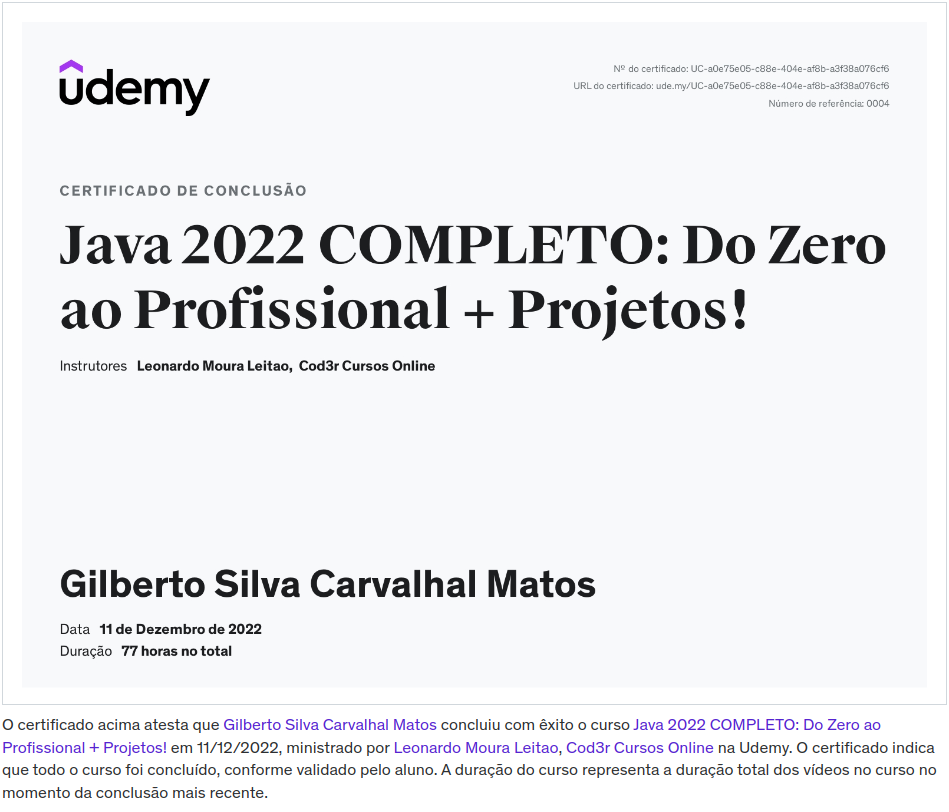 udemy
Nº do certificado: UC-a0e75e05-c88e-404e-af8b-a3f38a076cf6
URL do certificado: ude.my/UC-a0e75e05-c88e-404e-af8b-a3f38a076cf6
Número de referência: 0004
CERTIFICADO DE CONCLUSÃO
Java 2022 COMPLETO: Do Zero
ao Profissional + Projetos!
Instrutores Leonardo Moura Leitao, Cod3r Cursos Online
Gilberto Silva Carvalhal Matos
Data 11 de Dezembro de 2022
Duração 77 horas no total
O certificado acima atesta que Gilberto Silva Carvalhal Matos concluiu com êxito o curso Java 2022 COMPLETO: Do Zero ao
Profissional + Projetos! em 11/12/2022, ministrado por Leonardo Moura Leitao, Cod3r Cursos Online na Udemy. O certificado indica
que todo o curso foi concluído, conforme validado pelo aluno. A duração do curso representa a duração total dos vídeos no curso no
momento da conclusão mais recente.